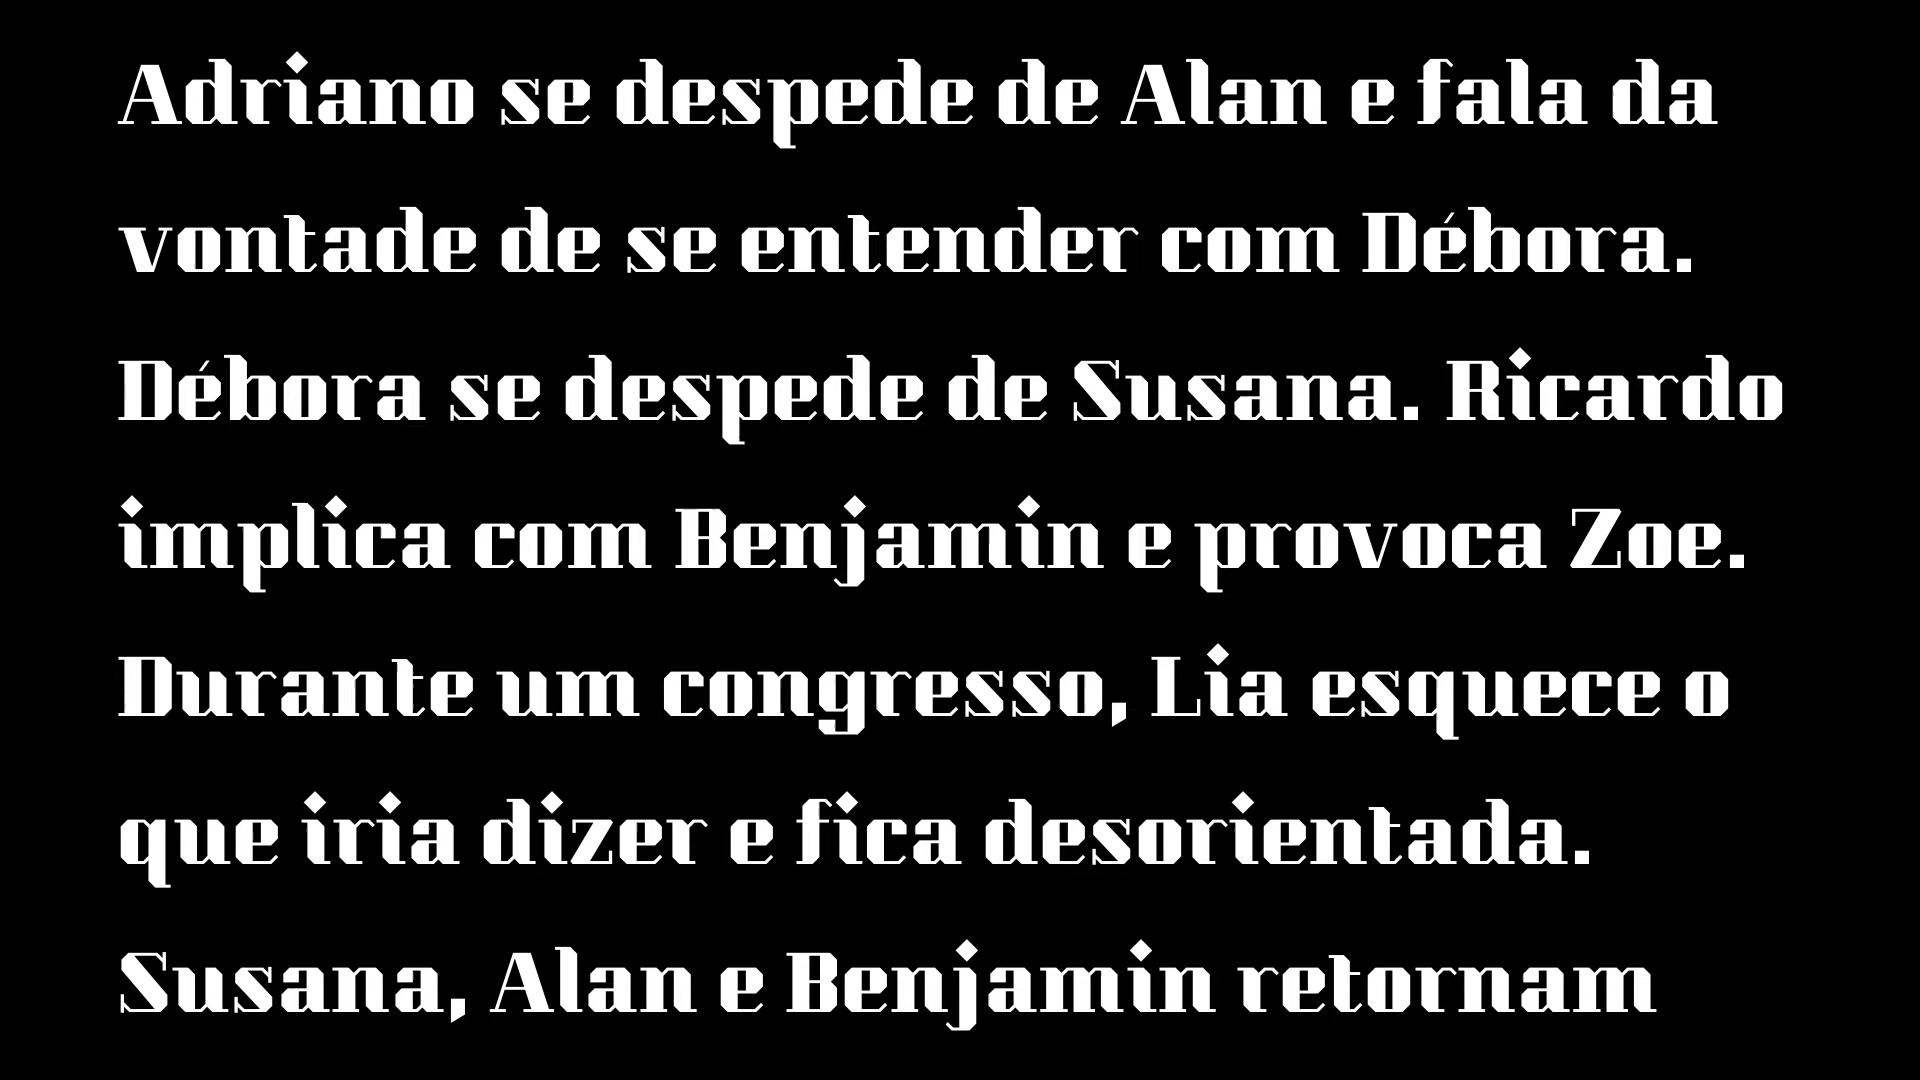 Adriano se despede de Alan e fala da
vontade de se entender com Débora.
Débora se despede de Susana. Ricardo
implica com Benjamin e provoca Zoe.
Durante um congresso, Lia esquece o
que iria dizer e fica desorientada.
Susana, Alan e Benjamin retornam